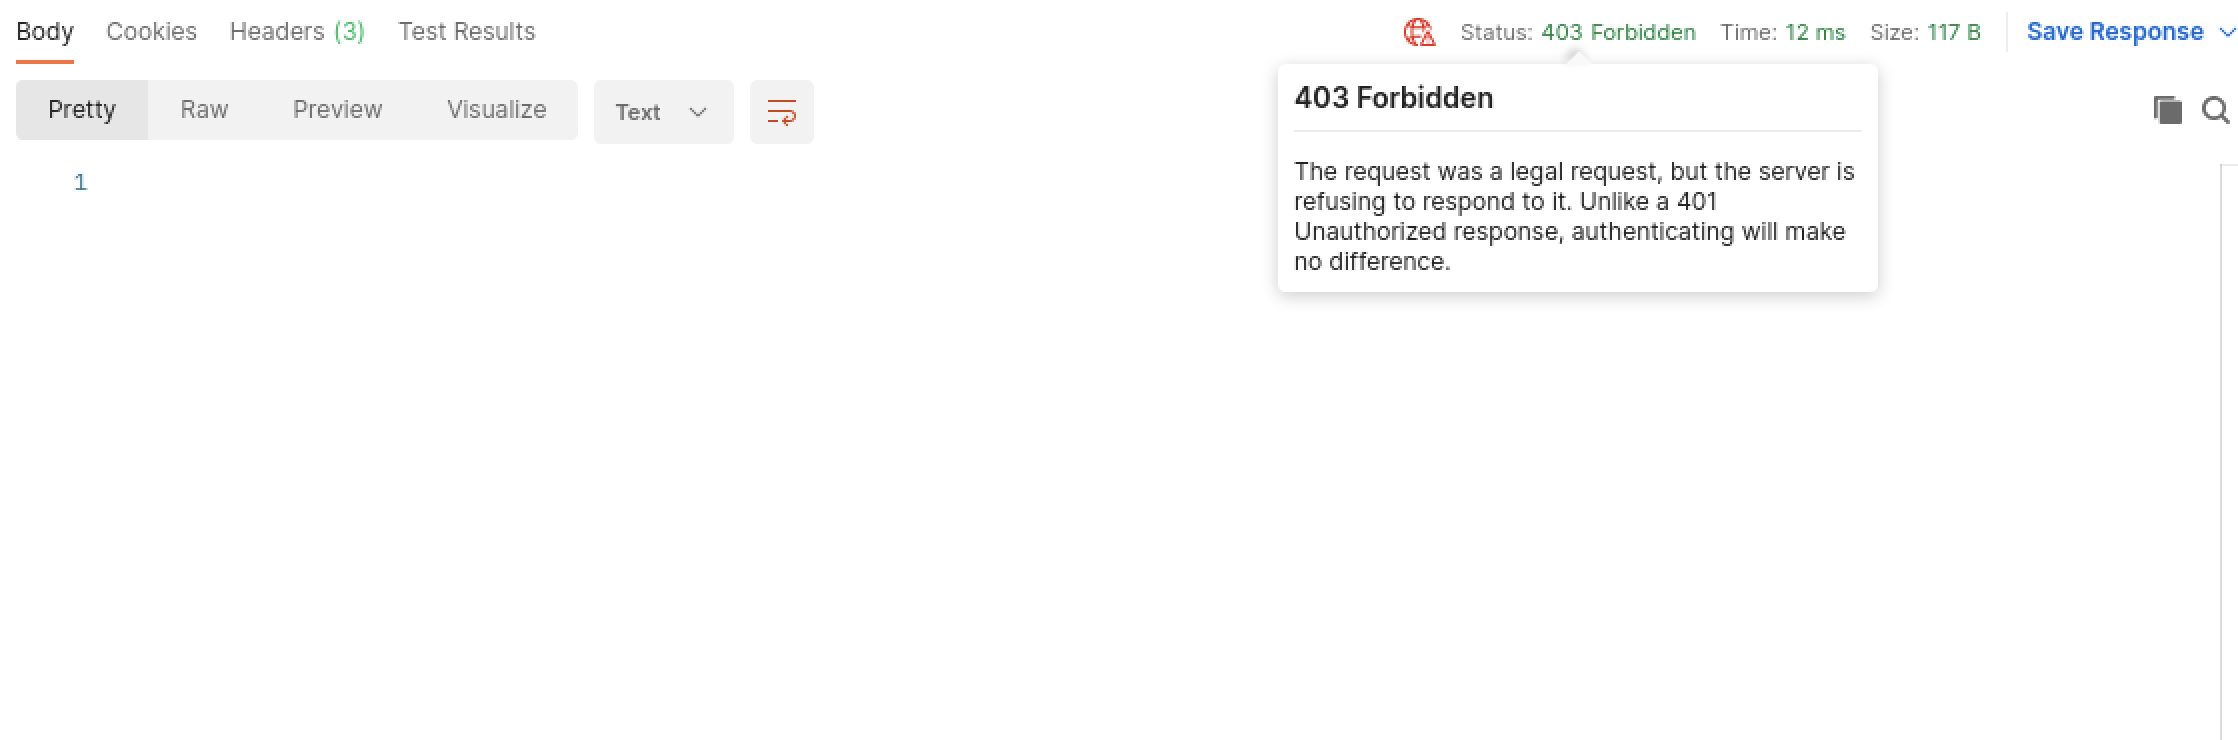 Body Cookies Headers (3) Test Results Status: 403 Forbidden Time: 12 ms Size: 117 B Save Response
Pretty Raw Preview Visualize Text
1
403 Forbidden
The request was a legal request, but the server is
refusing to respond to it. Unlike a 401
Unauthorized response, authenticating will make
no difference.